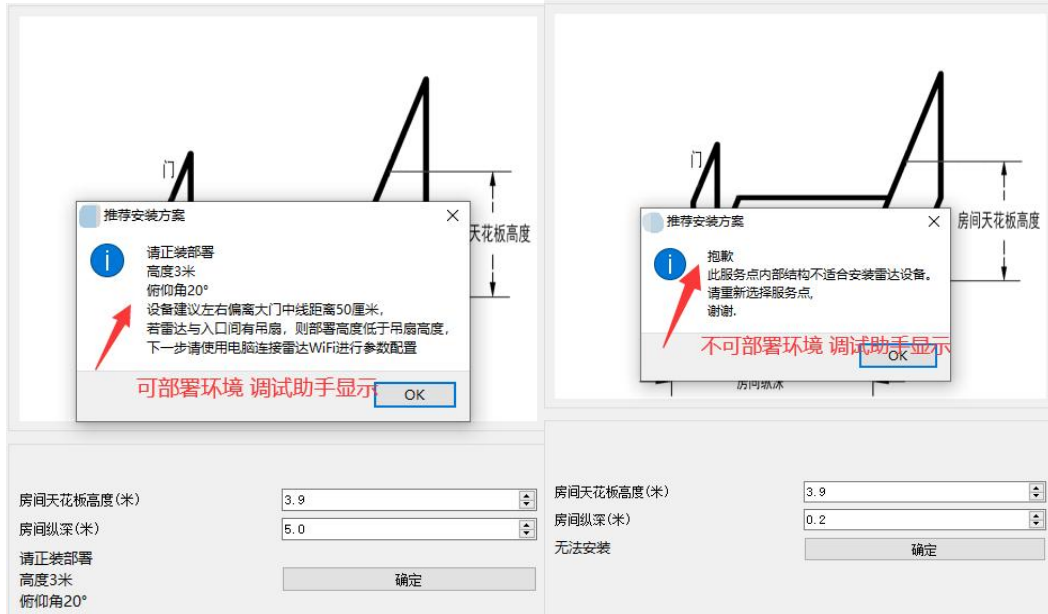 门
天花板高度
推荐安装方案
请正装部署
高度3米
俯仰角20°
设备建议左右偏离大门中线距离50厘米，
若雷达与入口间有吊扇，则部署高度低于吊扇高度，
下一步请使用电脑连接雷达WiFi进行参数配置
可部署环境 调试助手显示
OK
房间天花板高度(米)
3.9
房间纵深(米)
5.0
请正装部署
高度3米
俯仰角20°
确定
门
房间天花板高度
推荐安装方案
抱歉
此服务点内部结构不适合安装雷达设备。
请重新选择服务点,
谢谢.
不可部署环境 调试助手显示
OK
房间纵深
房间天花板高度(米)
3.9
房间纵深(米)
0.2
无法安装
确定